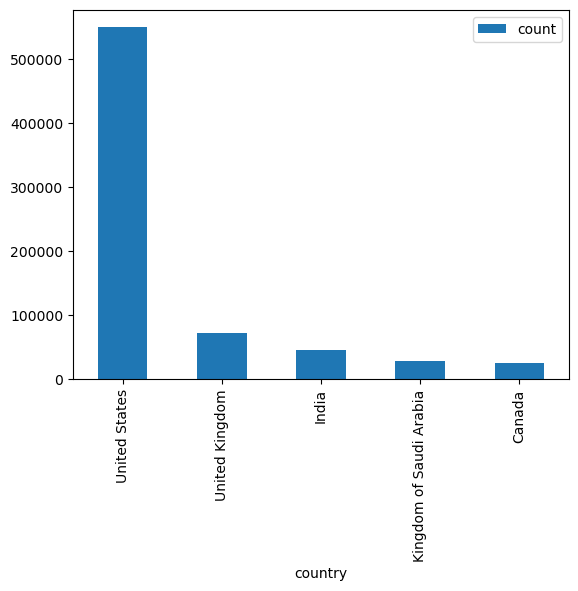 count
500000
400000
300000
200000
100000
0
United States
United Kingdom
India
Kingdom of Saudi Arabia
Canada
country